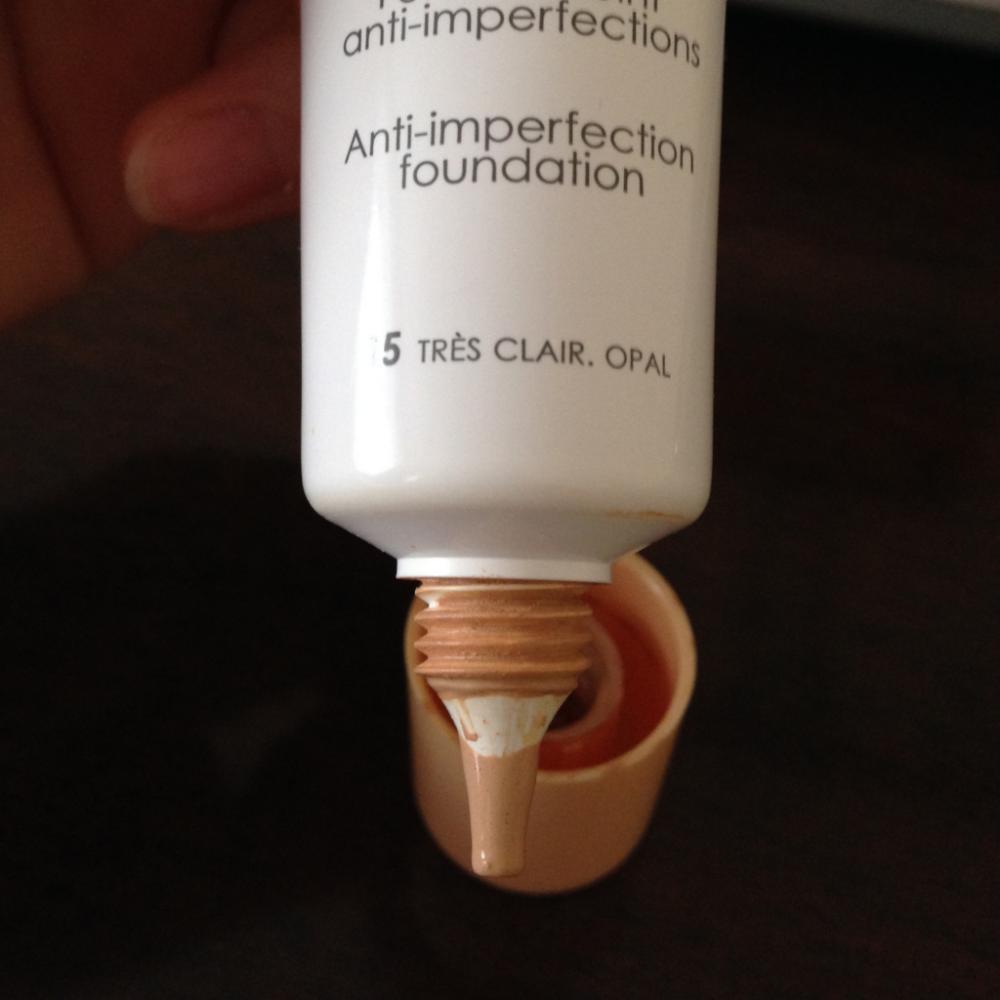 anti-imperfections
Anti-imperfection
foundation
5 TRÈS CLAIR. OPAL